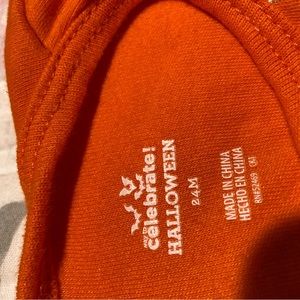 celebrate!
HALLOWEEN
24M
MADE IN CHINA
HECHO EN CHINA